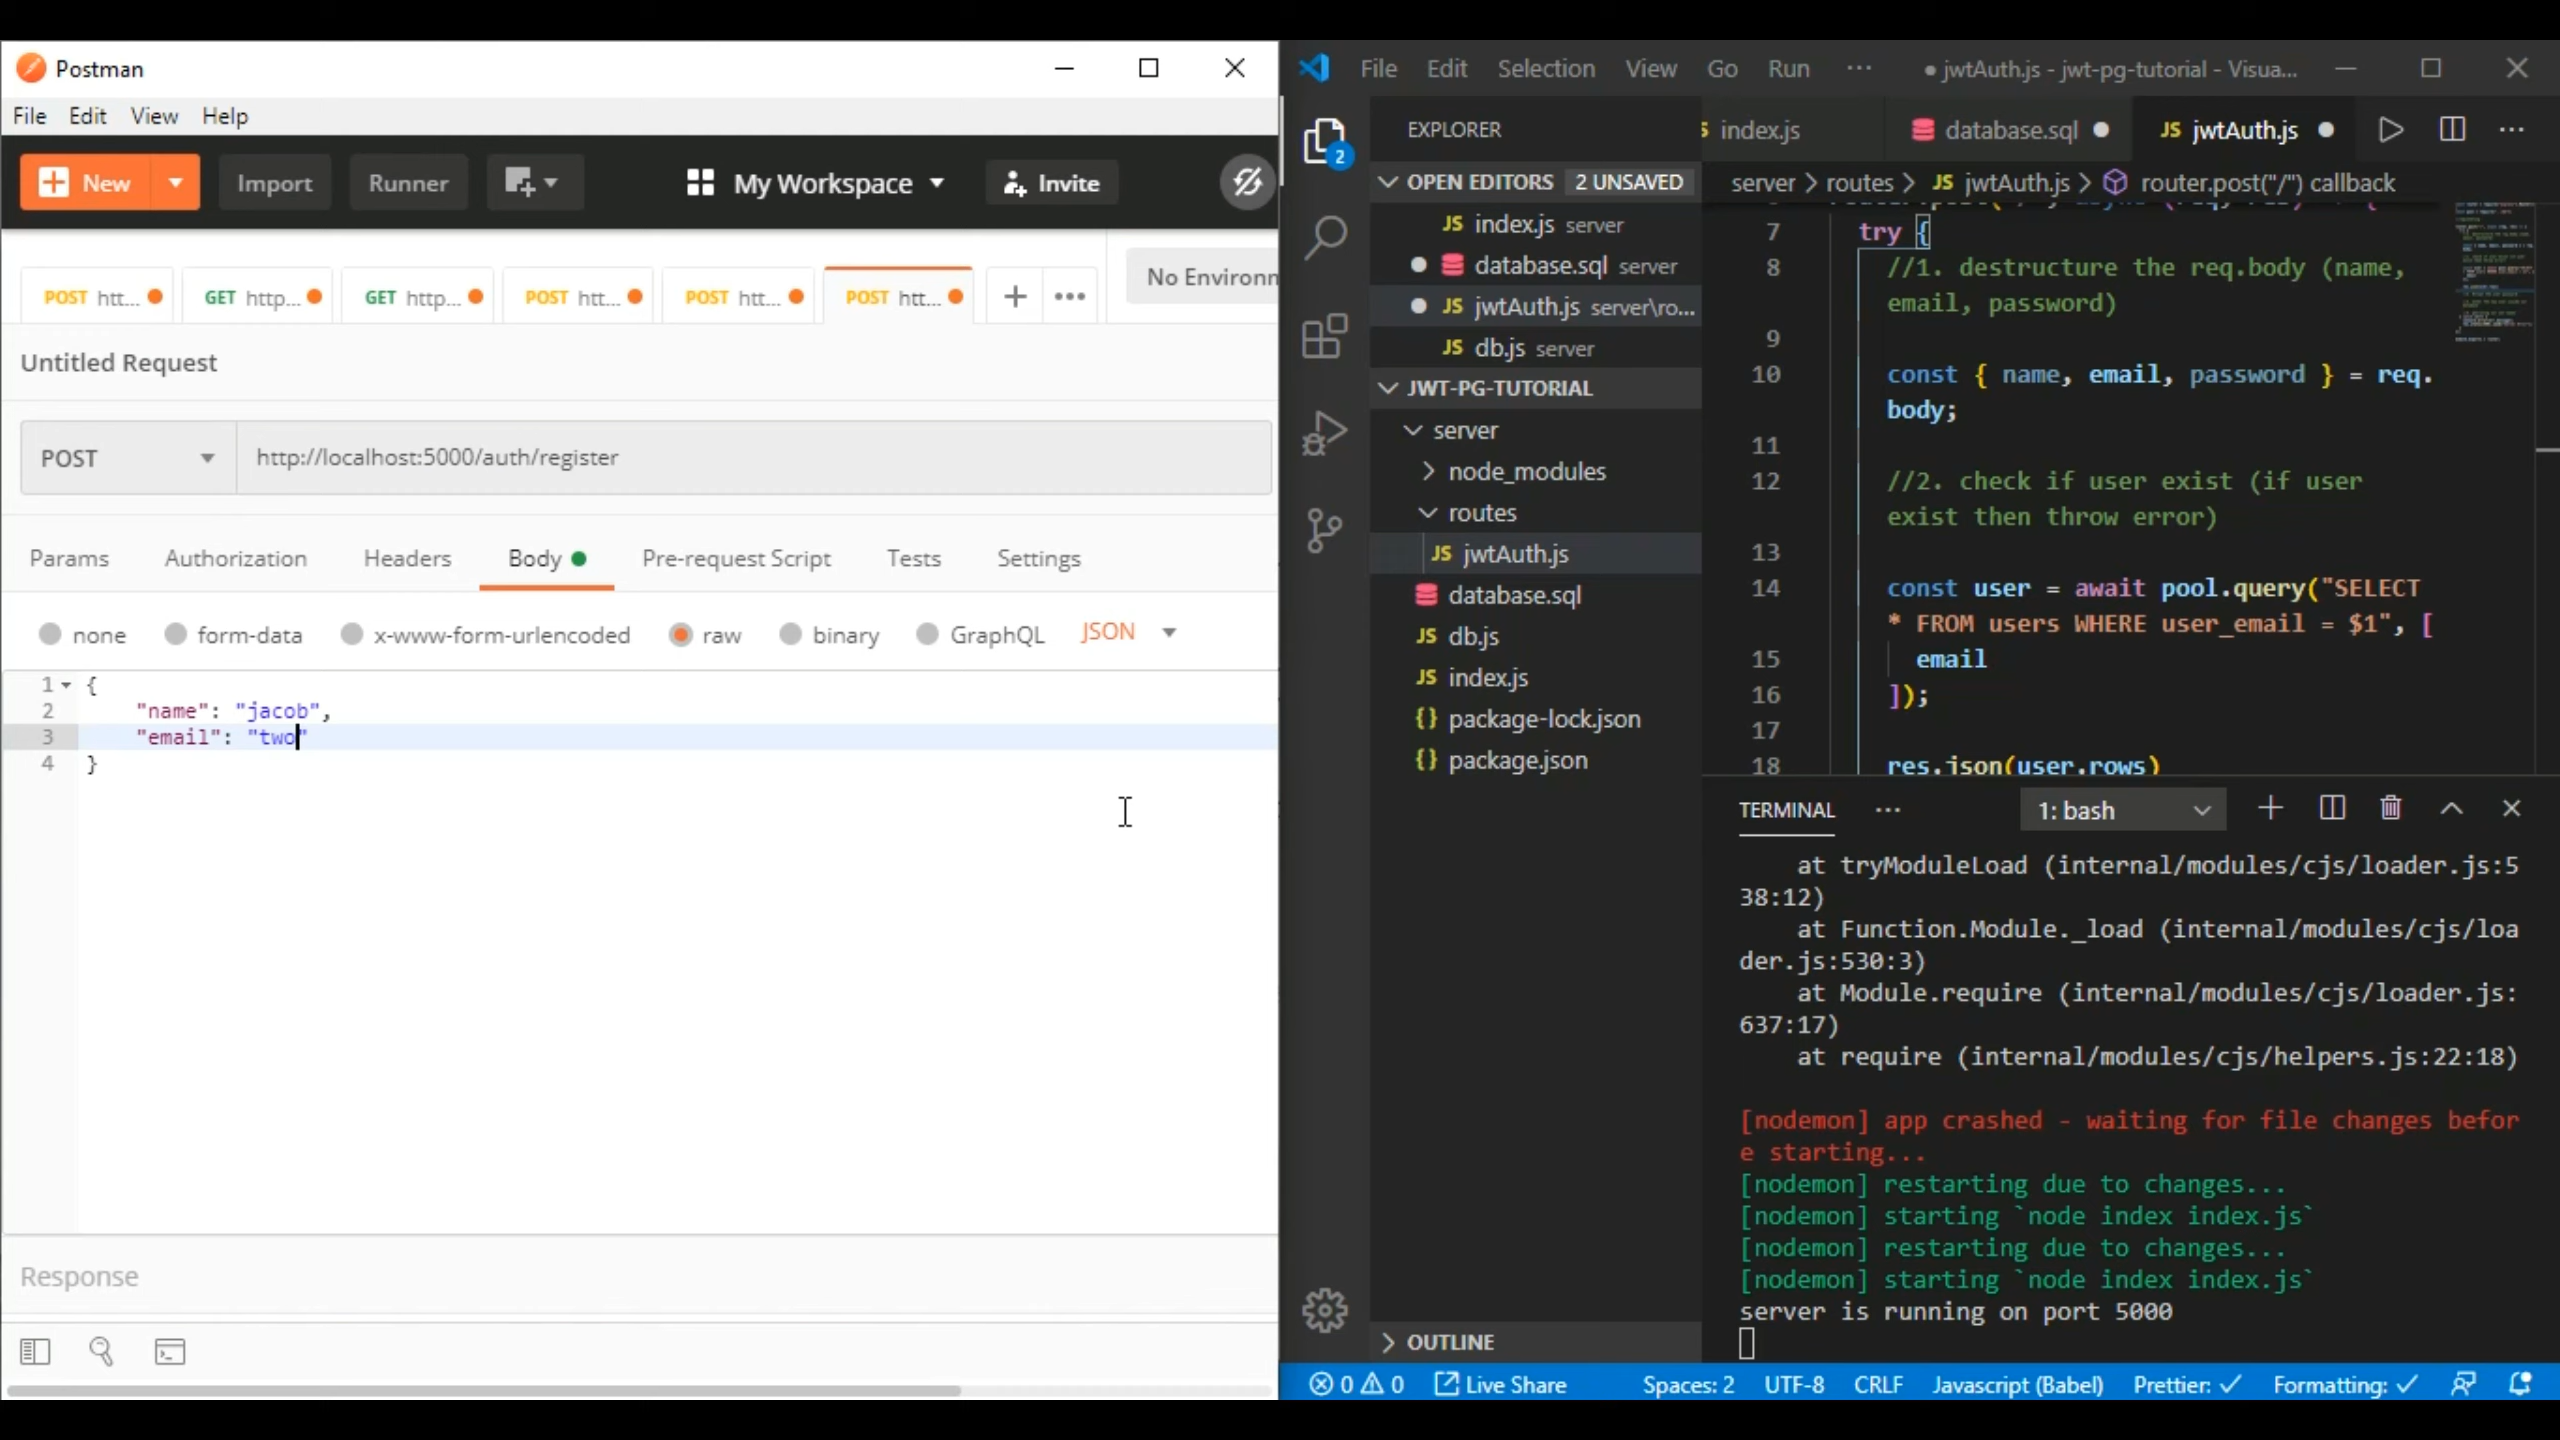 Postman
File Edit View Help
New Import Runner My Workspace Invite
POST htt... GET http... GET http... POST htt... POST htt... POST htt... + ••• No Environn
Untitled Request
POST http://localhost:5000/auth/register
Params Authorization Headers Body Pre-request Script Tests Settings
none form-data x-www-form-urlencoded raw binary GraphQL JSON
1 {
2 "name": "jacob",
3 "email": "two"
4 }
Response
File Edit Selection View Go Run ··· ● jwtAuth.js - jwt-pg-tutorial - Visua...
EXPLORER
2
OPEN EDITORS 2 UNSAVED
JS index.js server
database.sql server
JS jwtAuth.js server\ro...
JS db.js server
JWT-PG-TUTORIAL
server
node_modules
routes
JS jwtAuth.js
database.sql
JS db.js
JS index.js
{} package-lock.json
{} package.json
OUTLINE
index.js database.sql JS jwtAuth.js
server > routes > JS jwtAuth.js > router.post("/") callback
7 try {
8 //1. destructure the req.body (name,
email, password)
9
10 const { name, email, password } = req.
body;
11
12 //2. check if user exist (if user
exist then throw error)
13
14 const user = await pool.query("SELECT
* FROM users WHERE user_email = $1", [
15 email
16 ]);
17
18 res.json(user.rows)
TERMINAL ··· 1: bash
at tryModuleLoad (internal/modules/cjs/loader.js:5
38:12)
at Function.Module._load (internal/modules/cjs/loa
der.js:530:3)
at Module.require (internal/modules/cjs/loader.js:
637:17)
at require (internal/modules/cjs/helpers.js:22:18)
[nodemon] app crashed - waiting for file changes befor
e starting...
[nodemon] restarting due to changes...
[nodemon] starting `node index index.js`
[nodemon] restarting due to changes...
[nodemon] starting `node index index.js`
server is running on port 5000
0 0 Live Share Spaces: 2 UTF-8 CRLF Javascript (Babel) Prettier: ✓ Formatting: ✓